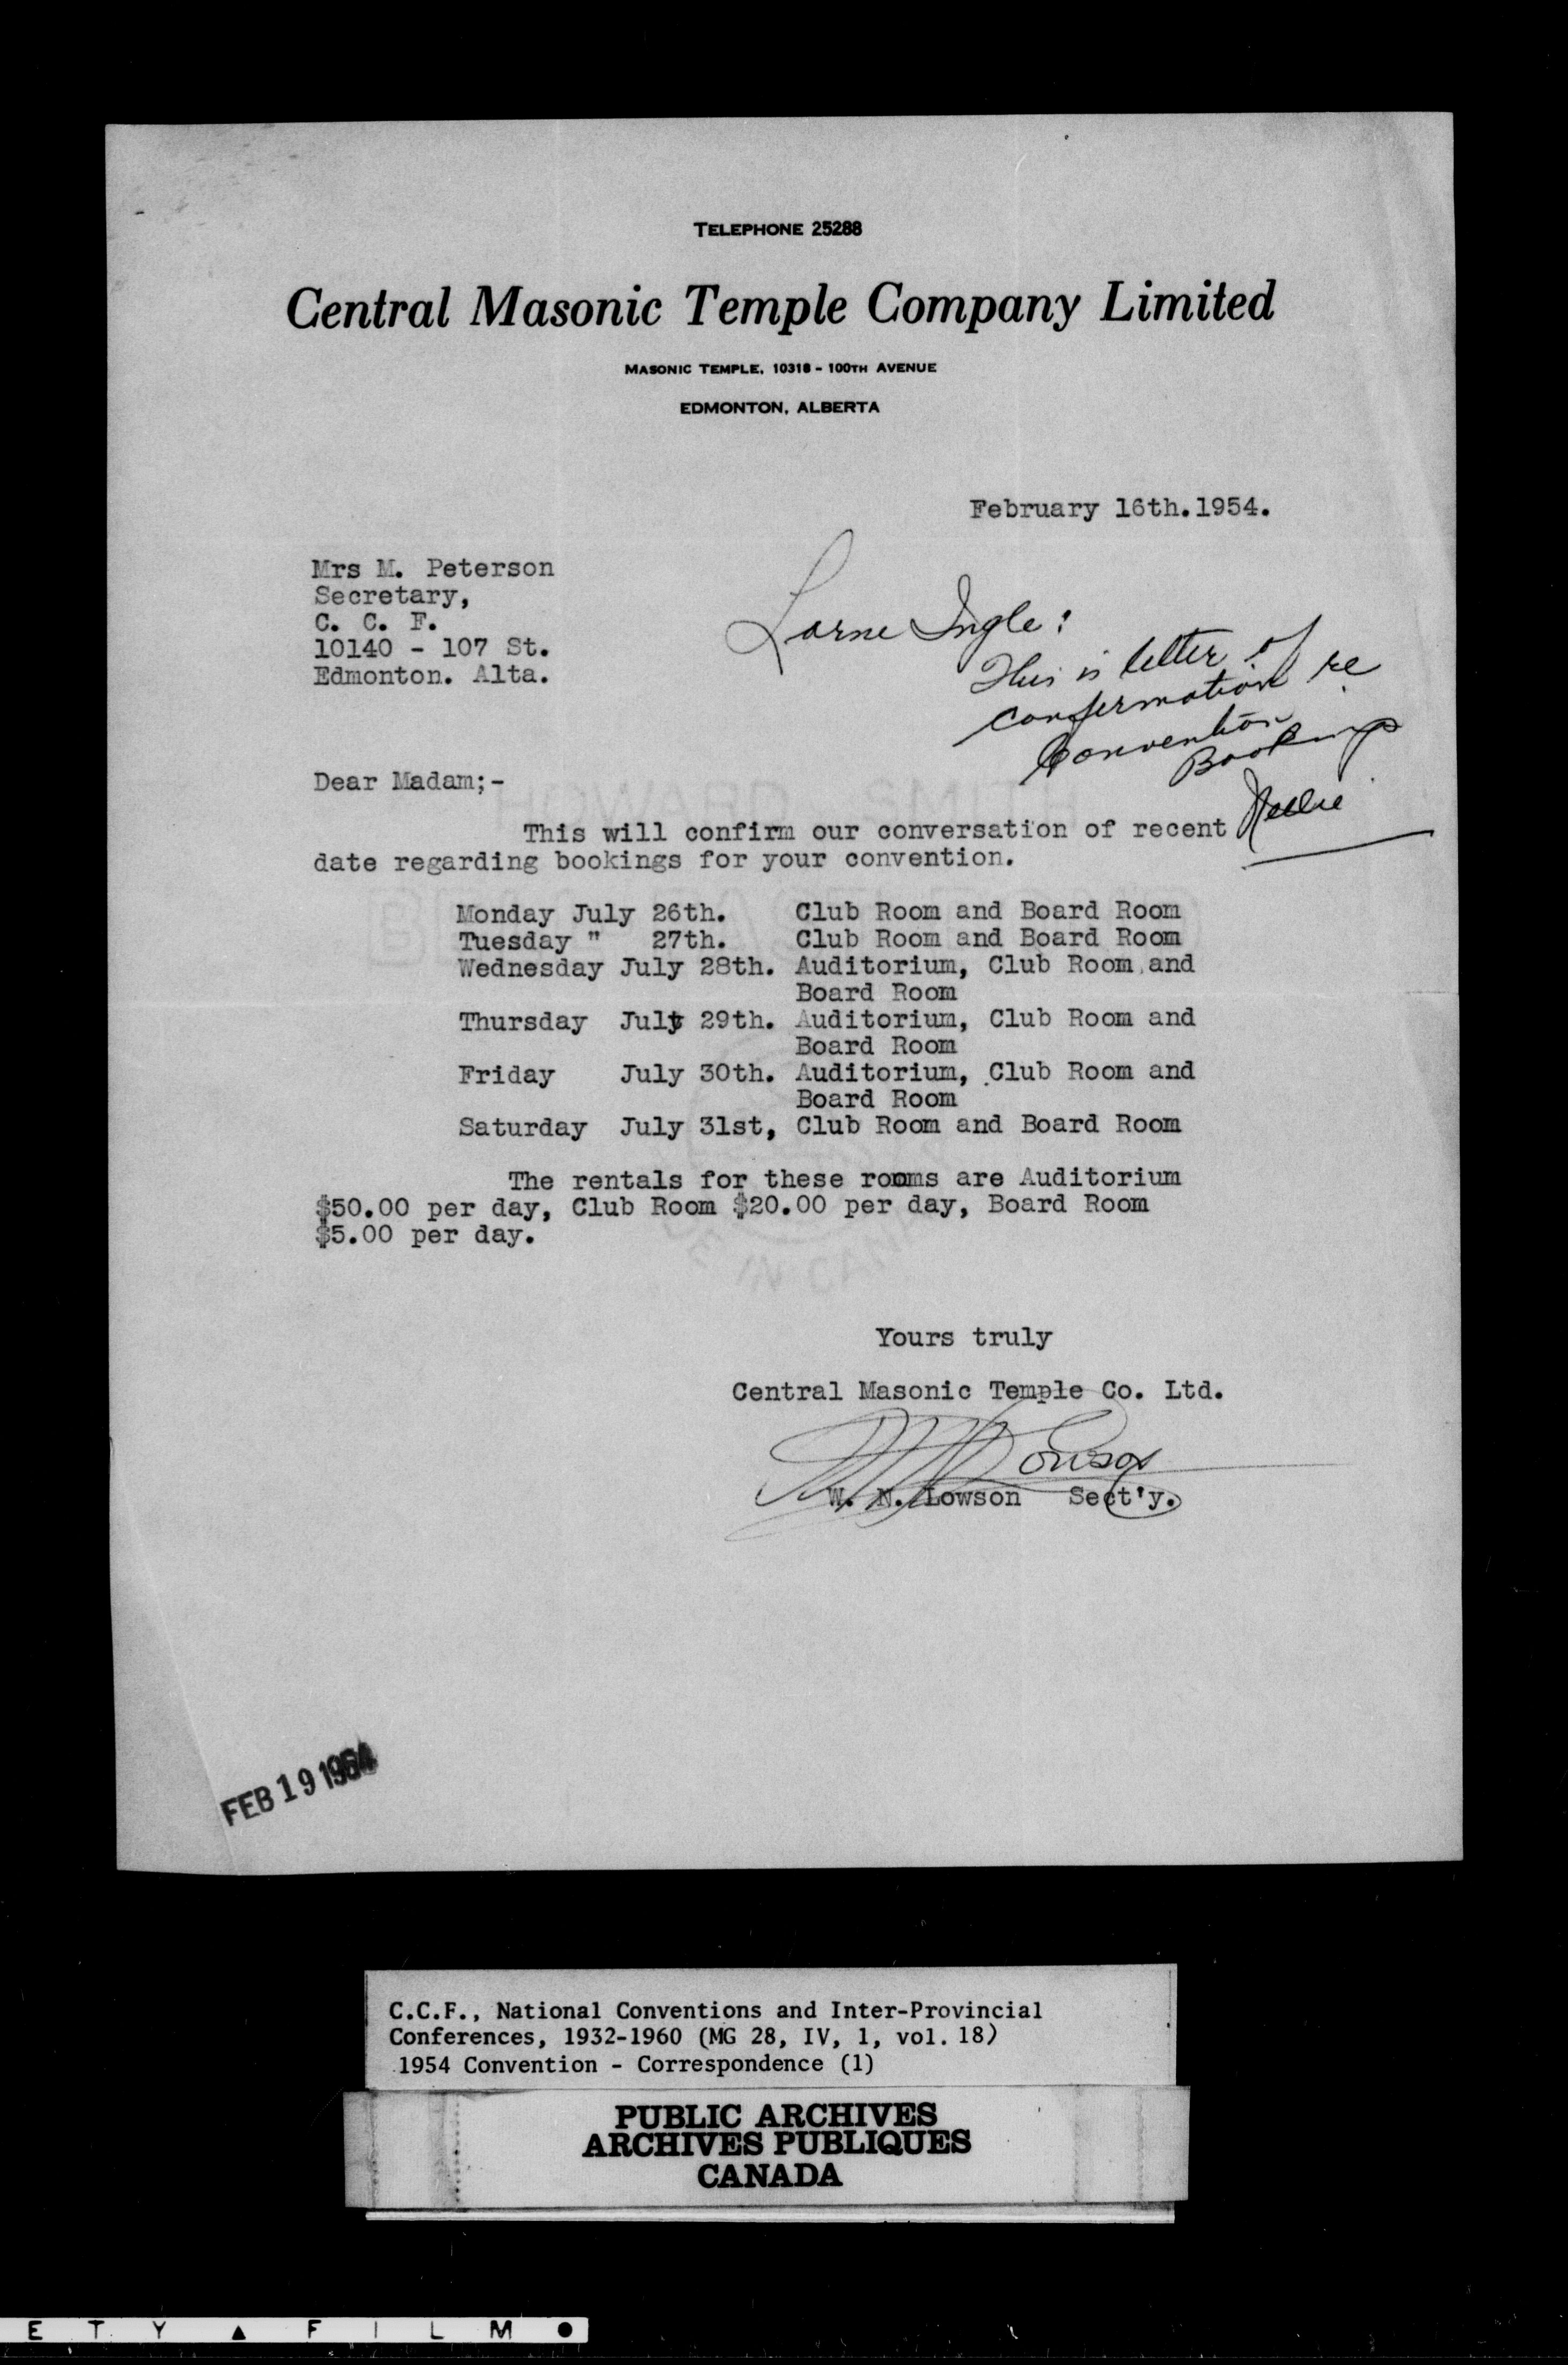 TELEPHONE 25288
Central Masonic Temple Company Limited
MASONIC TEMPLE, 10318 - 100TH AVENUE
EDMONTON, ALBERTA
February 16th.1954.
Mrs M. Peterson
Secretary,
C. C. F.
10140 - 107 St.
Edmonton. Alta.
Lorne Ingle:
This is letter of
confirmation re
Convention
Bookings
Nellie
Dear Madam;-
This will confirm our conversation of recent
date regarding bookings for your convention.
Monday July 26th. Club Room and Board Room
Tuesday " 27th. Club Room and Board Room
Wednesday July 28th. Auditorium, Club Room and
Board Room
Thursday July 29th. Auditorium, Club Room and
Board Room
Friday July 30th. Auditorium, Club Room and
Board Room
Saturday July 31st, Club Room and Board Room
The rentals for these rooms are Auditorium
$50.00 per day, Club Room $20.00 per day, Board Room
$5.00 per day.
Yours truly
Central Masonic Temple Co. Ltd.
W. N. Lowson Sect'y.
FEB 19 1954
C.C.F., National Conventions and Inter-Provincial
Conferences, 1932-1960 (MG 28, IV, 1, vol. 18)
1954 Convention - Correspondence (1)
PUBLIC ARCHIVES
ARCHIVES PUBLIQUES
CANADA
E T Y ▲ F I L M ●